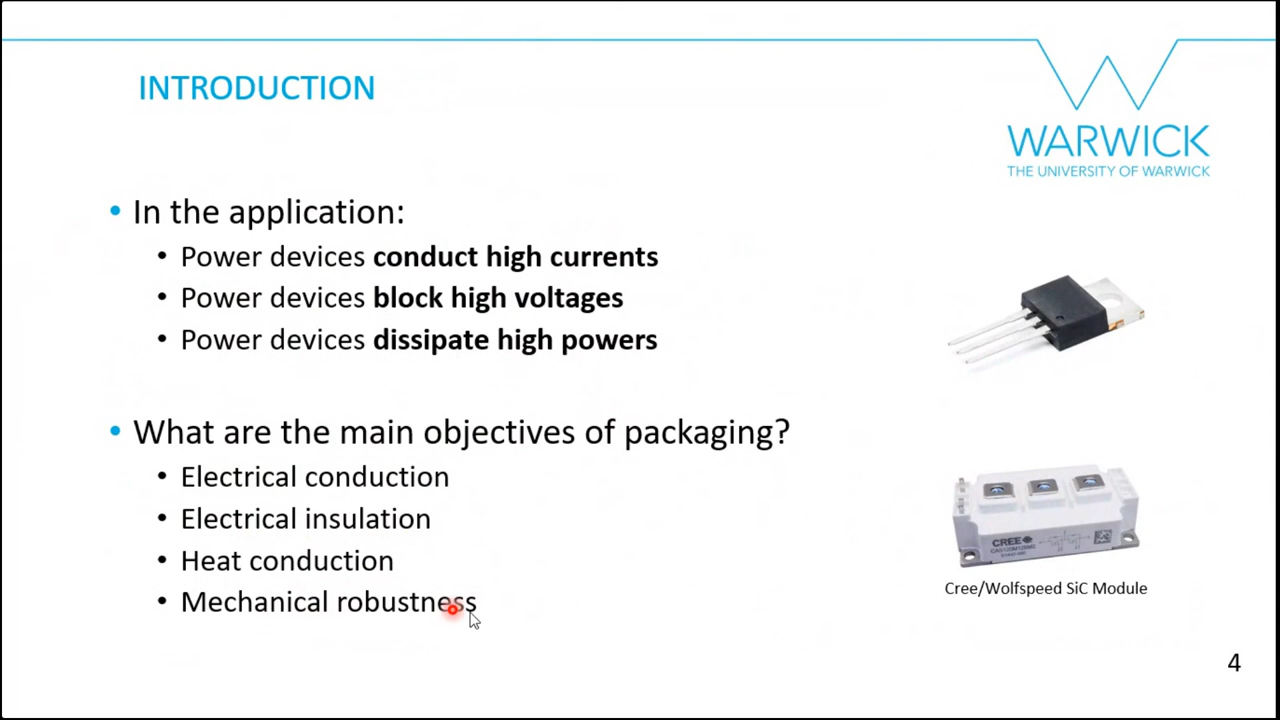 INTRODUCTION
WARWICK
THE UNIVERSITY OF WARWICK
• In the application:
• Power devices conduct high currents
• Power devices block high voltages
• Power devices dissipate high powers
• What are the main objectives of packaging?
• Electrical conduction
• Electrical insulation
• Heat conduction
• Mechanical robustness
CREE
Cree/Wolfspeed SiC Module
4